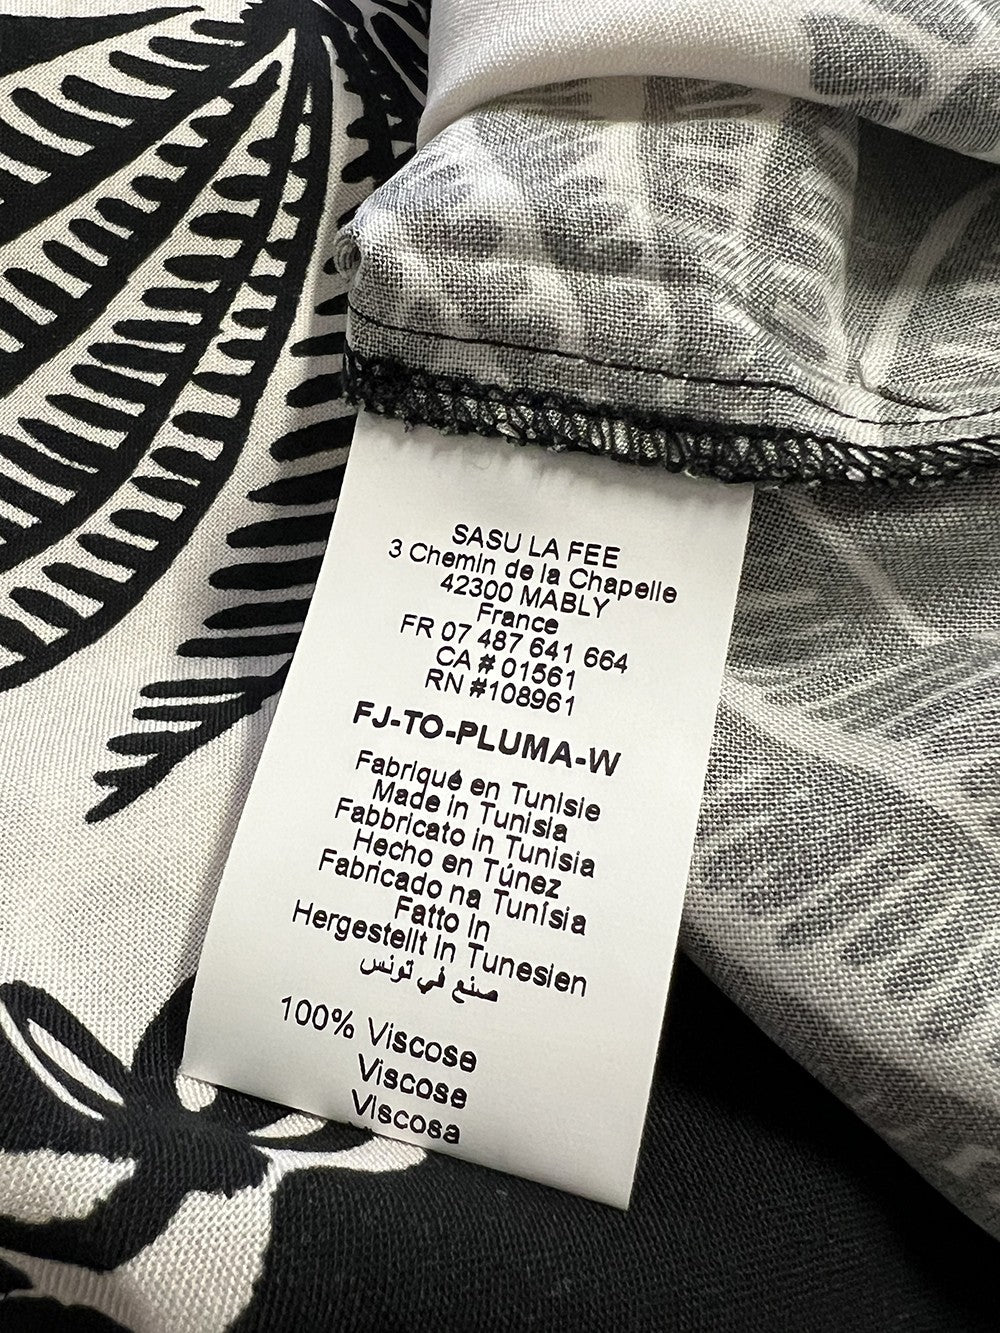 SASU LA FEE
3 Chemin de la Chapelle
42300 MABLY
France
FR 07 487 641 664
CA # 01561
RN #108961
FJ-TO-PLUMA-W
Fabriqué en Tunisie
Made in Tunisia
Fabbricato in Tunisia
Hecho en Túnez
Fabricado na Tunísia
Fatto In
Hergestellt In Tunesien
صنع في تونس
100% Viscose
Viscose
Viscosa